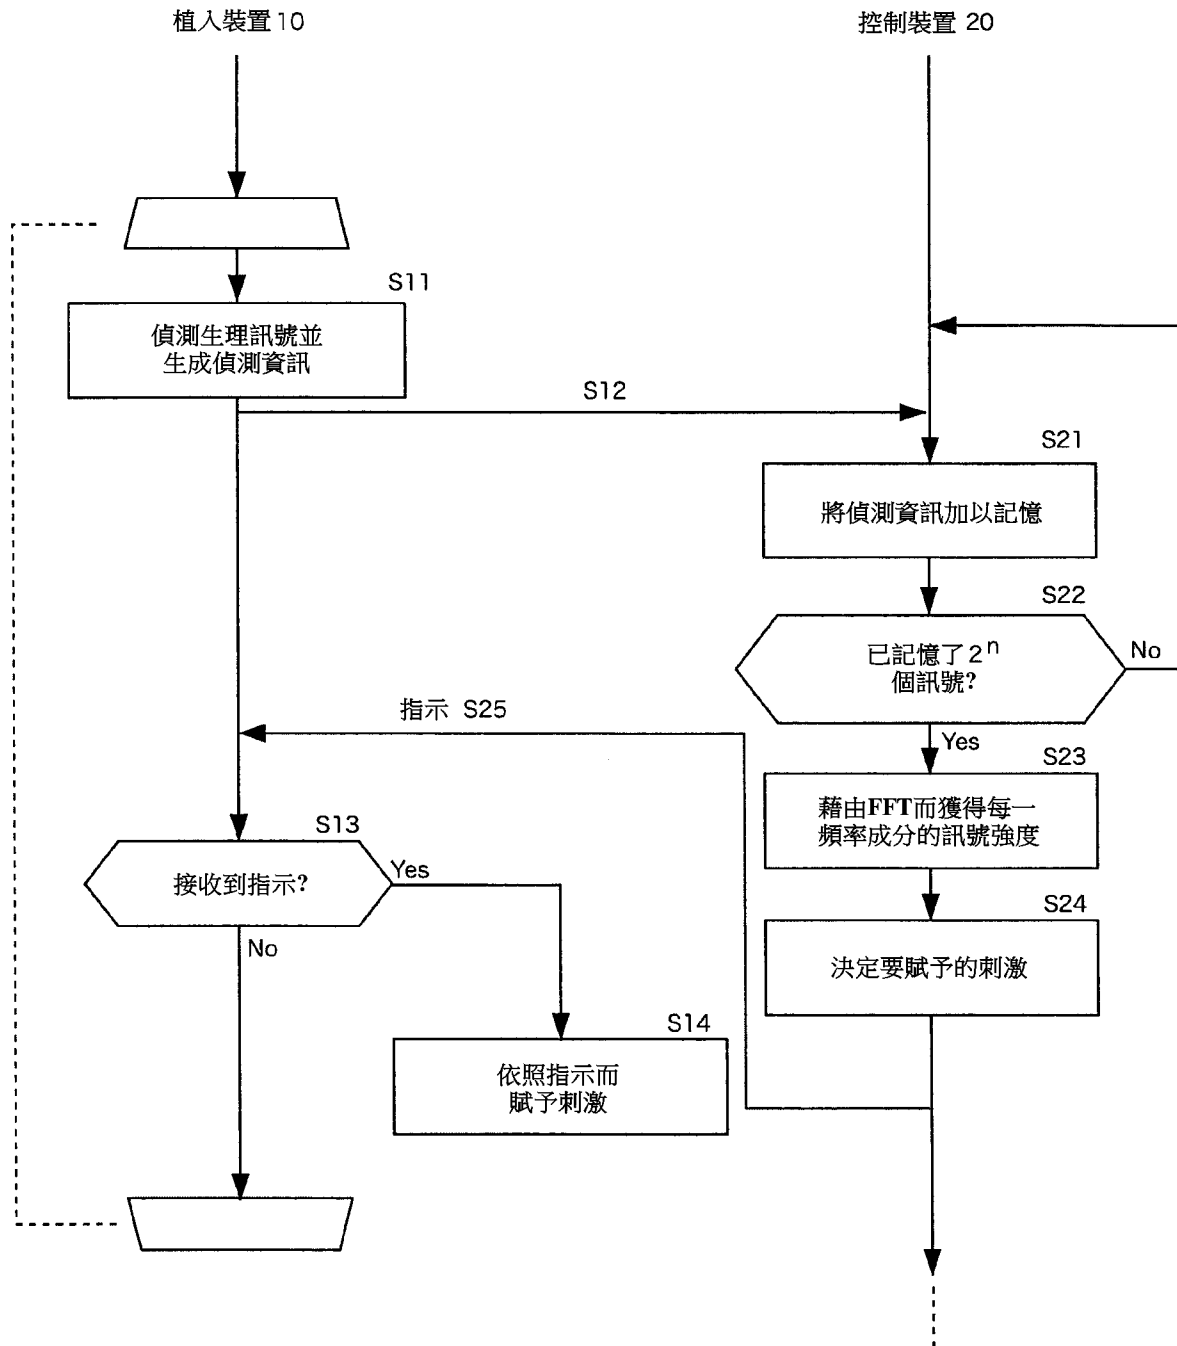 植入裝置 10
控制裝置 20
S11
偵測生理訊號並
生成偵測資訊
S12
S21
將偵測資訊加以記憶
S22
已記憶了 2ⁿ
個訊號?
No
指示 S25
Yes
S23
藉由FFT而獲得每一
頻率成分的訊號強度
S13
接收到指示?
Yes
No
S24
決定要賦予的刺激
S14
依照指示而
賦予刺激